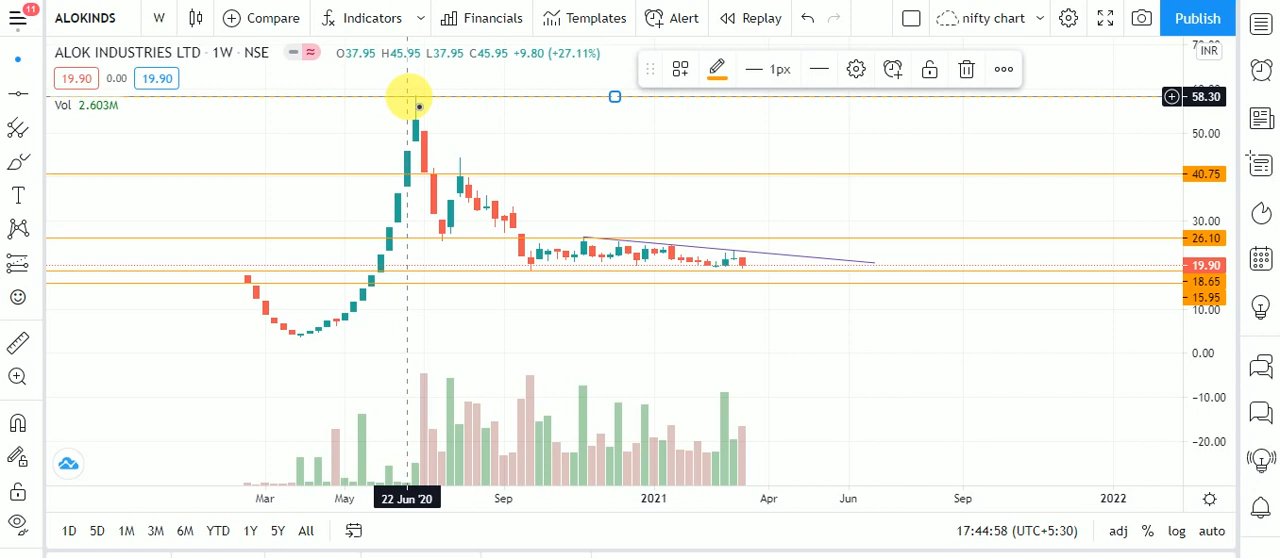 11
ALOKINDS W Compare Indicators Financials Templates Alert Replay nifty chart Publish
ALOK INDUSTRIES LTD · 1W · NSE O37.95 H45.95 L37.95 C45.95 +9.80 (+27.11%)
INR
1px
19.90 0.00 19.90
Vol 2.603M
58.30
50.00
40.75
30.00
26.10
19.90
18.65
15.95
10.00
0.00
−10.00
−20.00
Mar May 22 Jun '20 Sep 2021 Apr Jun Sep 2022
1D 5D 1M 3M 6M YTD 1Y 5Y All 17:44:58 (UTC+5:30) adj % log auto